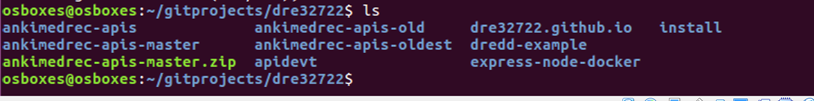 osboxes@osboxes:~/gitprojects/dre32722$ ls
ankimedrec-apis ankimedrec-apis-old dre32722.github.io install
ankimedrec-apis-master ankimedrec-apis-oldest dredd-example
ankimedrec-apis-master.zip apidevt express-node-docker
osboxes@osboxes:~/gitprojects/dre32722$